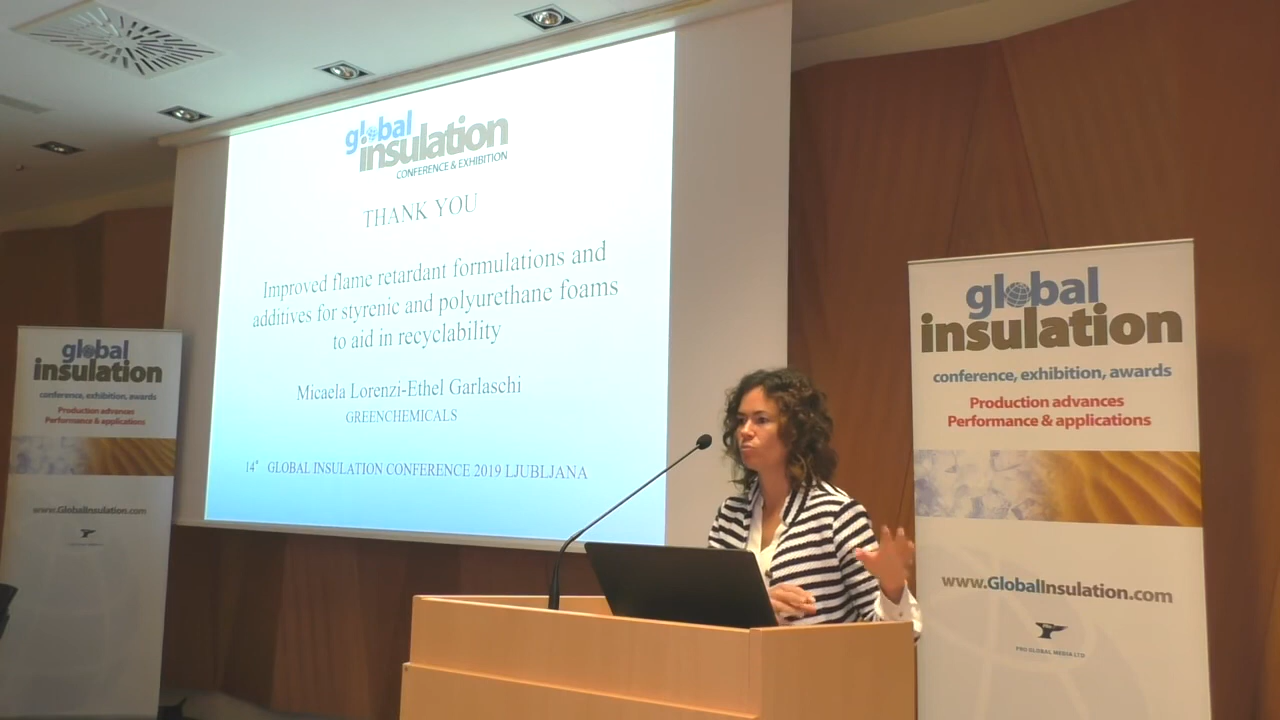 global
insulation
CONFERENCE & EXHIBITION
THANK YOU
Improved flame retardant formulations and
additives for styrenic and polyurethane foams
to aid in recyclability
Micaela Lorenzi-Ethel Garlaschi
GREENCHEMICALS
14° GLOBAL INSULATION CONFERENCE 2019 LJUBLJANA
global
insulation
conference, exhibition, awards
Production advances
Performance & applications
www.GlobalInsulation.com
global
insulation
conference, exhibition, awards
Production advances
Performance & applications
www.GlobalInsulation.com
PRO GLOBAL MEDIA LTD